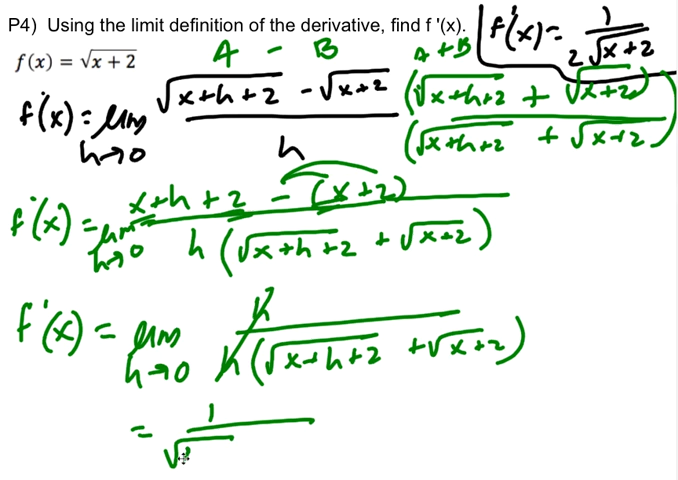 P4) Using the limit definition of the derivative, find f '(x).
f'(x) = 1 / 2√x+2
f(x) = √x + 2
A - B A + B
f'(x) = lim h→0 √x+h+2 - √x+2 / h (√x+h+2 + √x+2) / (√x+h+2 + √x+2)
f'(x) = lim h→0 x+h+2 - (x+2) / h(√x+h+2 + √x+2)
f'(x) = lim h→0 h / h(√x+h+2 + √x+2)
= 1 / √